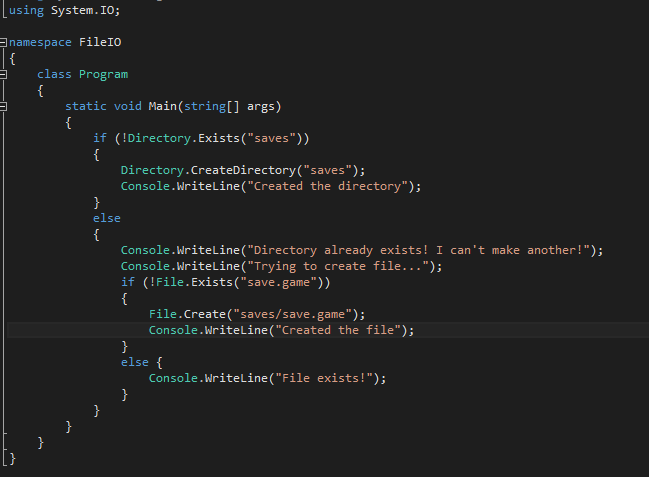 using System.IO;
namespace FileIO
{
class Program
{
static void Main(string[] args)
{
if (!Directory.Exists("saves"))
{
Directory.CreateDirectory("saves");
Console.WriteLine("Created the directory");
}
else
{
Console.WriteLine("Directory already exists! I can't make another!");
Console.WriteLine("Trying to create file...");
if (!File.Exists("save.game"))
{
File.Create("saves/save.game");
Console.WriteLine("Created the file");
}
else {
Console.WriteLine("File exists!");
}
}
}
}
}